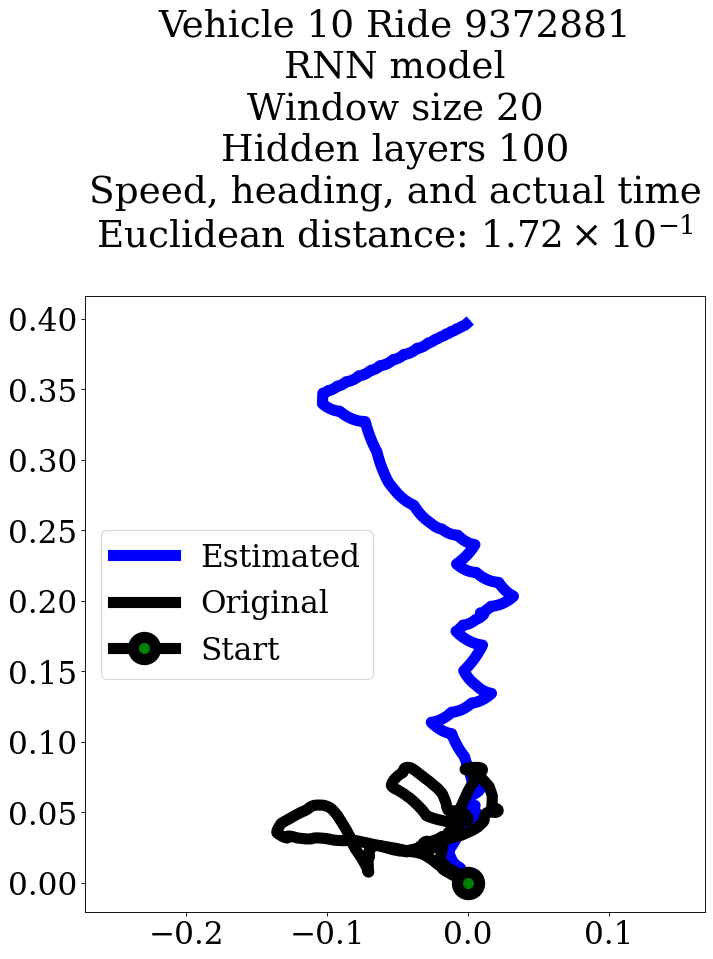 Vehicle 10 Ride 9372881
RNN model
Window size 20
Hidden layers 100
Speed, heading, and actual time
Euclidean distance: 1.72 × 10⁻¹
0.40
0.35
0.30
0.25
0.20
0.15
0.10
0.05
0.00
Estimated
Original
Start
−0.2 −0.1 0.0 0.1